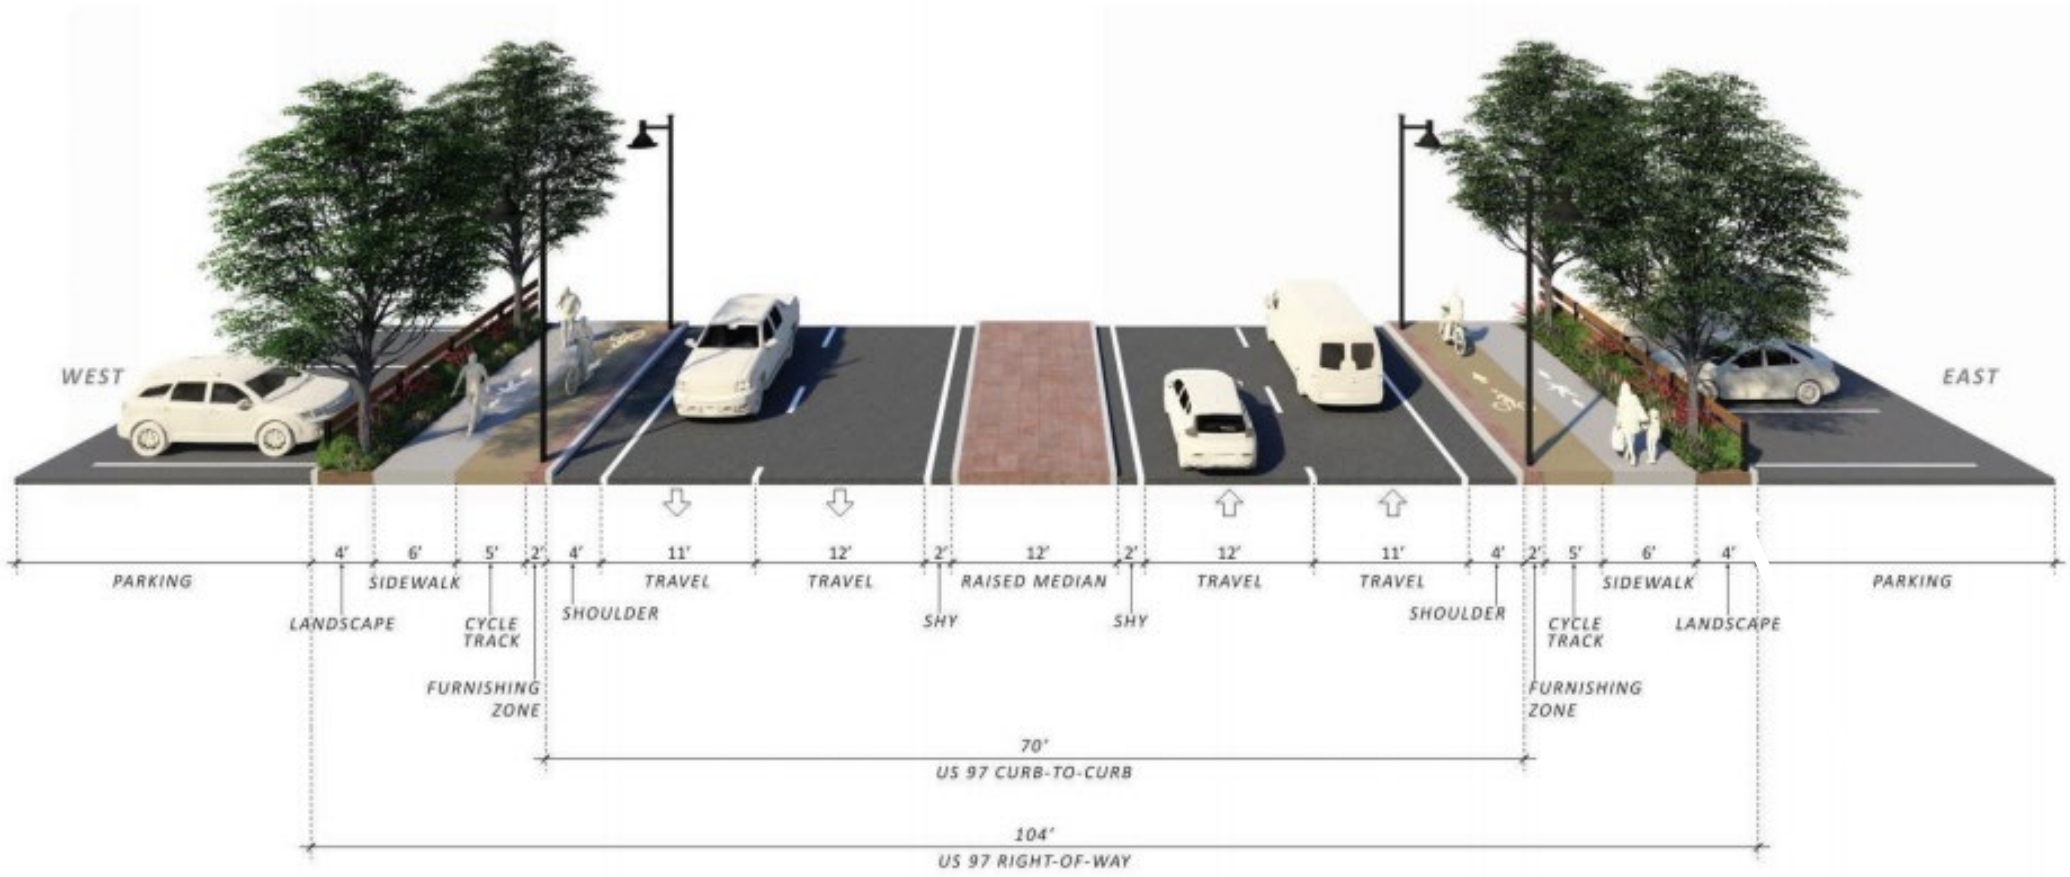 WEST
EAST
4' 6' 5' 2' 4' 11' 12' 2' 12' 2' 12' 11' 4' 2' 5' 6' 4'
PARKING SIDEWALK TRAVEL TRAVEL RAISED MEDIAN TRAVEL TRAVEL SIDEWALK PARKING
SHOULDER SHOULDER
LANDSCAPE CYCLE SHY SHY CYCLE LANDSCAPE
TRACK TRACK
FURNISHING FURNISHING
ZONE ZONE
70'
US 97 CURB-TO-CURB
104'
US 97 RIGHT-OF-WAY